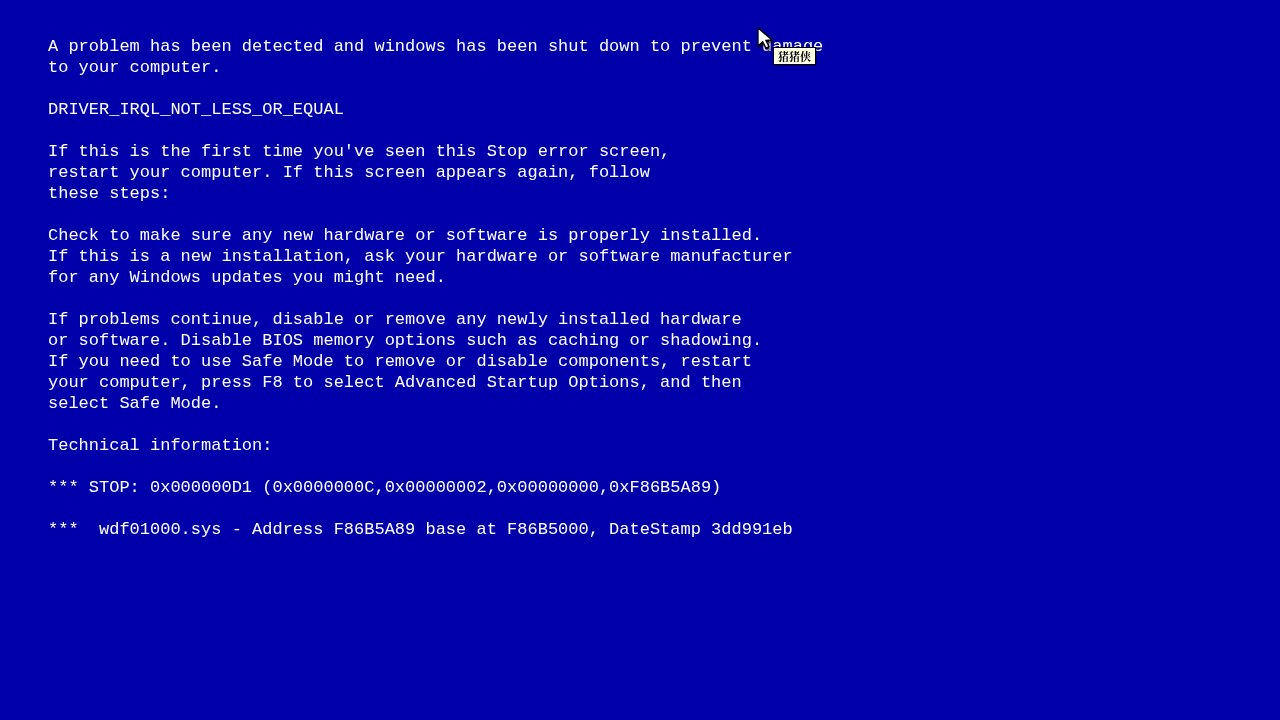 A problem has been detected and windows has been shut down to prevent damage
to your computer.
猪猪侠
DRIVER_IRQL_NOT_LESS_OR_EQUAL
If this is the first time you've seen this Stop error screen,
restart your computer. If this screen appears again, follow
these steps:
Check to make sure any new hardware or software is properly installed.
If this is a new installation, ask your hardware or software manufacturer
for any Windows updates you might need.
If problems continue, disable or remove any newly installed hardware
or software. Disable BIOS memory options such as caching or shadowing.
If you need to use Safe Mode to remove or disable components, restart
your computer, press F8 to select Advanced Startup Options, and then
select Safe Mode.
Technical information:
*** STOP: 0x000000D1 (0x0000000C,0x00000002,0x00000000,0xF86B5A89)
***  wdf01000.sys - Address F86B5A89 base at F86B5000, DateStamp 3dd991eb